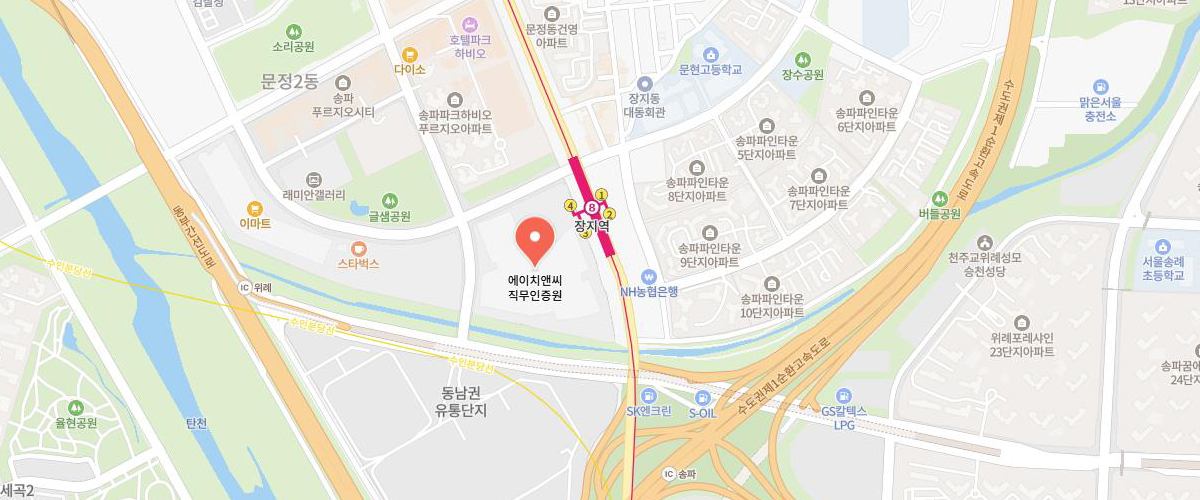 소리공원
호텔파크
하비오
다이소
문정동건영
아파트
문정2동
송파
푸르지오시티
송파파크하비오
푸르지오아파트
장지동
대동회관
문현고등학교
장수공원
맑은서울
충전소
송파파인타운
6단지아파트
송파파인타운
5단지아파트
송파파인타운
8단지아파트
송파파인타운
7단지아파트
수도권제1순환고속도로
래미안갤러리
글샘공원
이마트
스타벅스
동부간선도로
4
1
8
2
3
장지역
버들공원
송파파인타운
9단지아파트
천주교위례성모
승천성당
서울송례
초등학교
수인분당선
IC 위례
에이치앤씨
직무인증원
NH농협은행
송파파인타운
10단지아파트
수인분당선
위례포레샤인
23단지아파트
수인분당선
수도권제1순환고속도로
송파꿈에
24단지
동남권
유통단지
SK엔크린
S-OIL
GS칼텍스
LPG
율현공원
탄천
IC 송파
세곡2